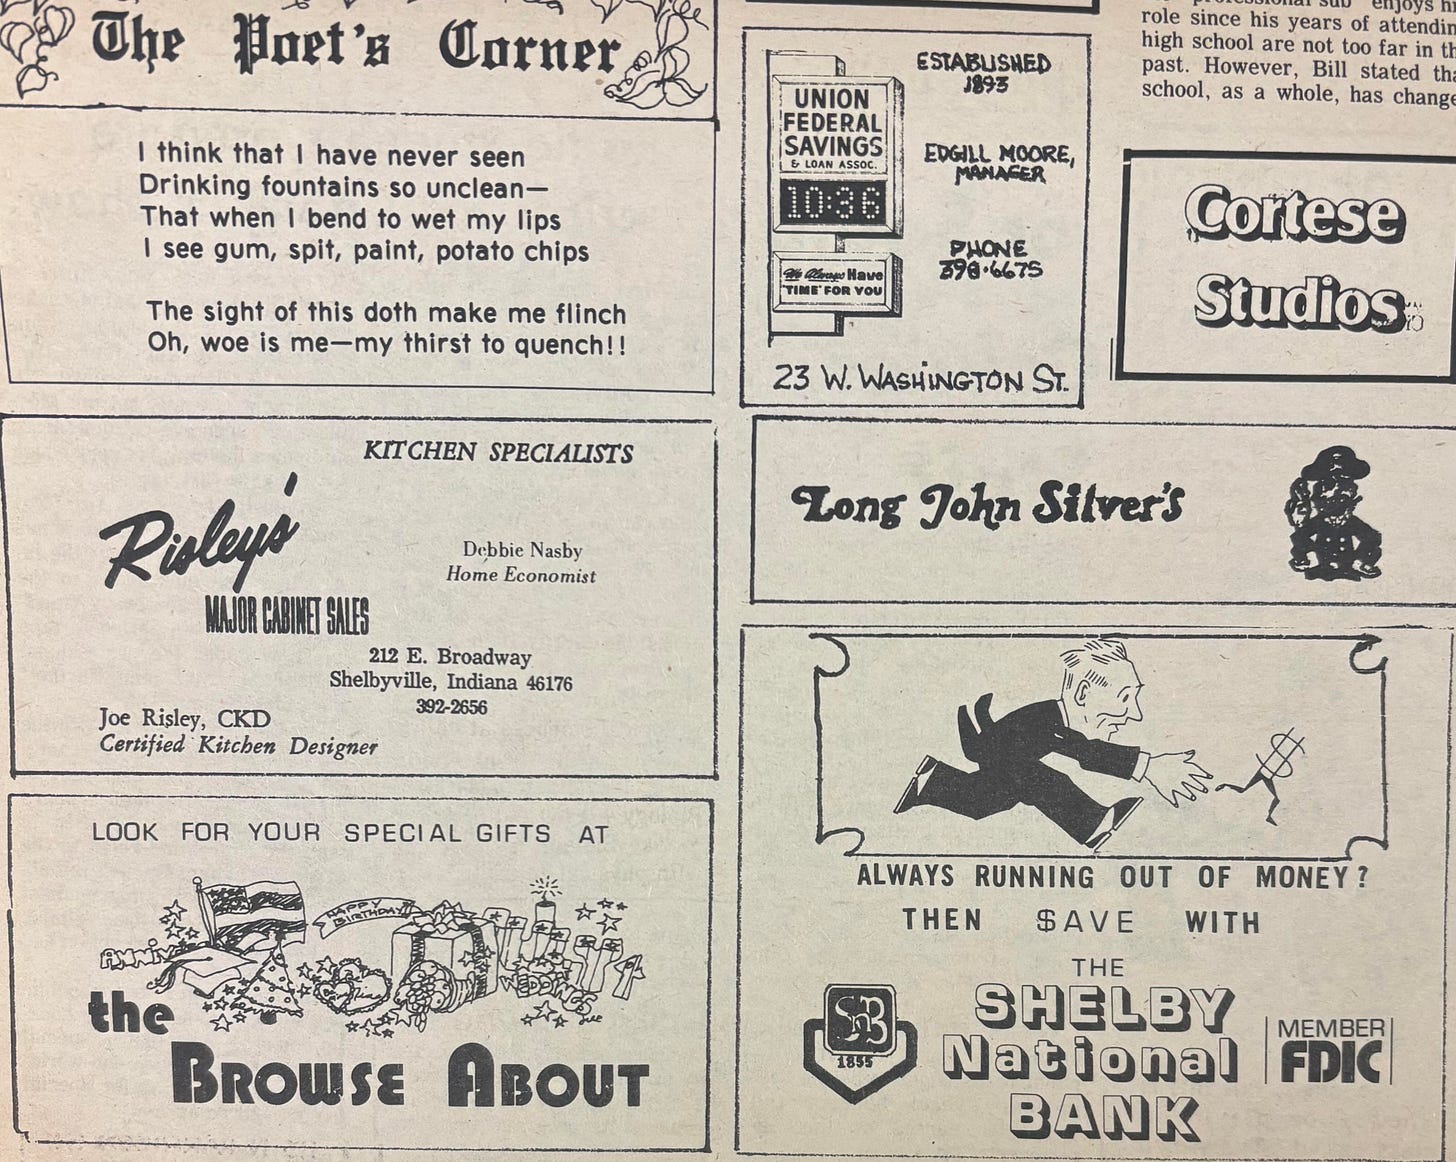 The Poet's Corner
I think that I have never seen
Drinking fountains so unclean—
That when I bend to wet my lips
I see gum, spit, paint, potato chips
The sight of this doth make me flinch
Oh, woe is me—my thirst to quench!!
KITCHEN SPECIALISTS
Risley's
Debbie Nasby
Home Economist
MAJOR CABINET SALES
212 E. Broadway
Shelbyville, Indiana 46176
392-2656
Joe Risley, CKD
Certified Kitchen Designer
LOOK FOR YOUR SPECIAL GIFTS AT
HAPPY
BIRTHDAY
WEDDINGS
the
BROWSE ABOUT
ESTABLISHED
1893
UNION
FEDERAL
SAVINGS
& LOAN ASSOC.
10:36
We Always Have
'TIME' FOR YOU
EDGILL MOORE,
MANAGER
PHONE
398-6675
23 W. WASHINGTON ST.
enjoys
role since his years of
high school are not too far in
past. However, Bill stated
school, as a whole, has
Cortese
Studios
Long John Silver's
$
ALWAYS RUNNING OUT OF MONEY?
THEN $AVE WITH
THE
SHELBY
National
BANK
SNB
1855
MEMBER
FDIC